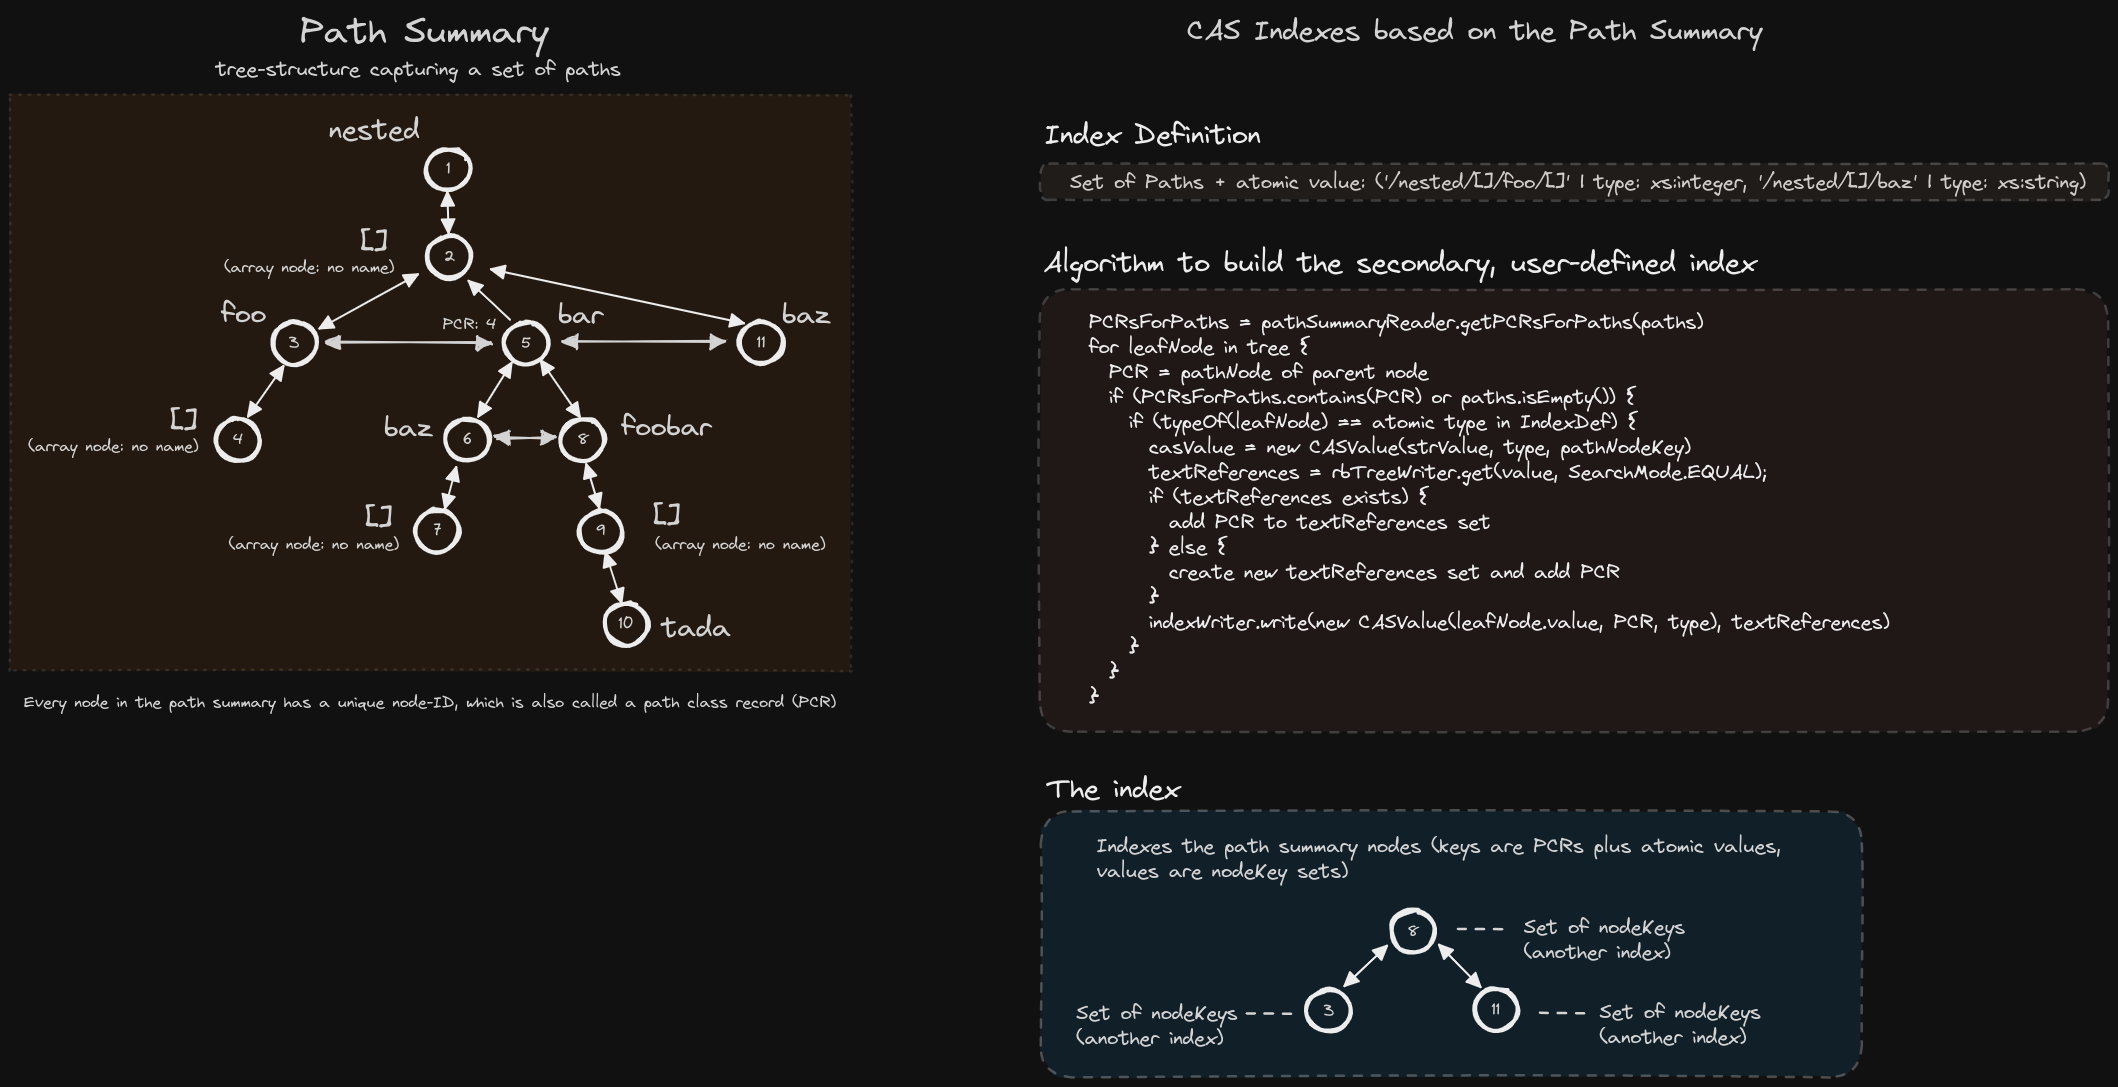 Path Summary
tree-structure capturing a set of paths
nested
1
[]
(array node: no name)
2
foo
3
PCR: 4
bar
5
baz
11
[]
(array node: no name)
4
baz
6
8
foobar
[]
(array node: no name)
7
9
[]
(array node: no name)
10
tada
Every node in the path summary has a unique node-ID, which is also called a path class record (PCR)
CAS Indexes based on the Path Summary
Index Definition
Set of Paths + atomic value: ('/nested/[]/foo/[]' | type: xs:integer, '/nested/[]/baz' | type: xs:string)
Algorithm to build the secondary, user-defined index
PCRsForPaths = pathSummaryReader.getPCRsForPaths(paths)
for leafNode in tree {
PCR = pathNode of parent node
if (PCRsForPaths.contains(PCR) or paths.isEmpty()) {
if (typeOf(leafNode) == atomic type in IndexDef) {
casValue = new CASValue(strValue, type, pathNodeKey)
textReferences = rbTreeWriter.get(value, SearchMode.EQUAL);
if (textReferences exists) {
add PCR to textReferences set
} else {
create new textReferences set and add PCR
}
indexWriter.write(new CASValue(leafNode.value, PCR, type), textReferences)
}
}
}
The index
Indexes the path summary nodes (keys are PCRs plus atomic values,
values are nodeKey sets)
8
Set of nodeKeys
(another index)
Set of nodeKeys
(another index)
3
11
Set of nodeKeys
(another index)